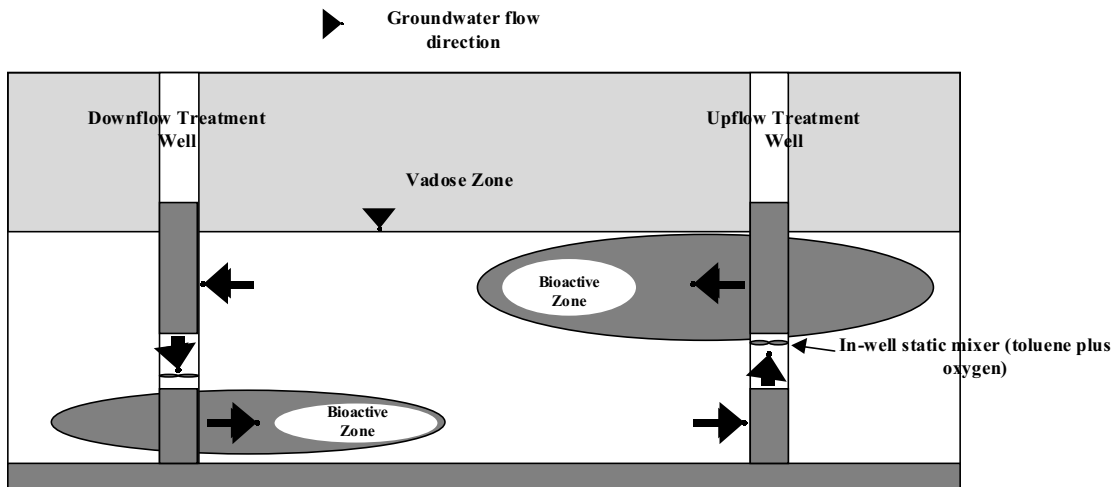 Groundwater flow
direction
Downflow Treatment
Well
Upflow Treatment
Well
Vadose Zone
Bioactive
Zone
In-well static mixer (toluene plus
oxygen)
Bioactive
Zone